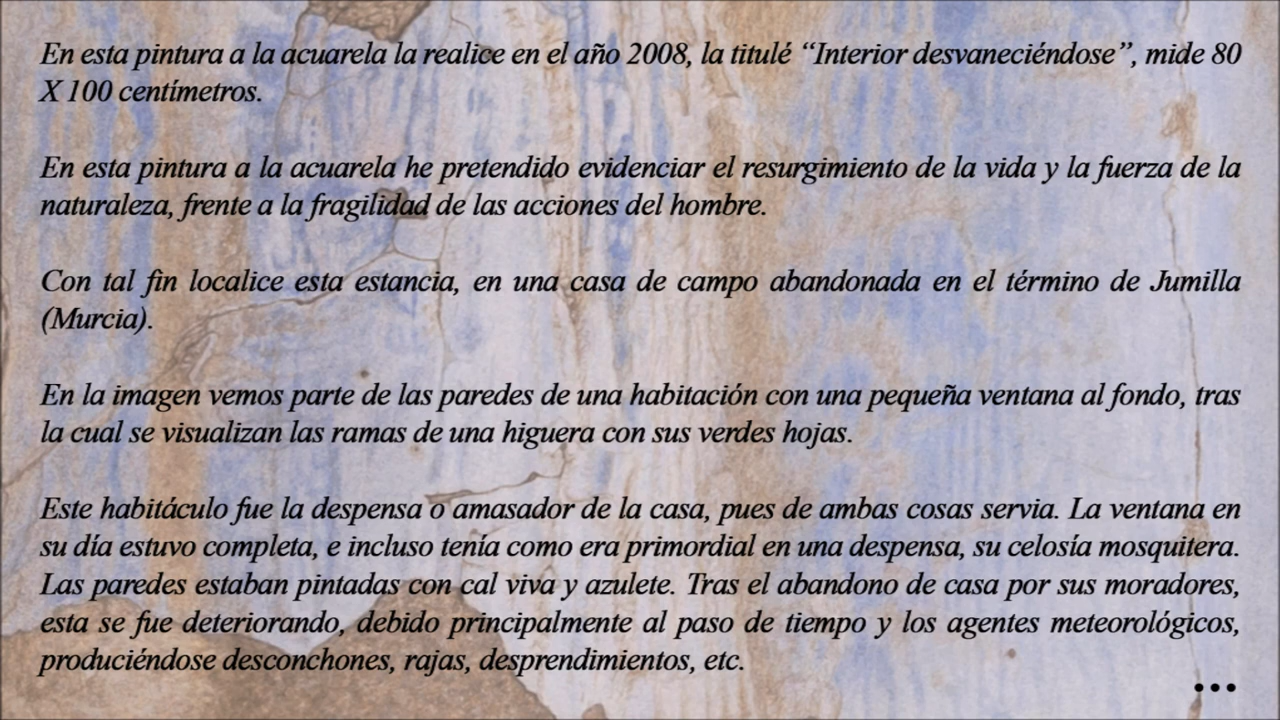 En esta pintura a la acuarela la realice en el año 2008, la titulé “Interior desvaneciéndose”, mide 80
X 100 centímetros.
En esta pintura a la acuarela he pretendido evidenciar el resurgimiento de la vida y la fuerza de la
naturaleza, frente a la fragilidad de las acciones del hombre.
Con tal fin localice esta estancia, en una casa de campo abandonada en el término de Jumilla
(Murcia).
En la imagen vemos parte de las paredes de una habitación con una pequeña ventana al fondo, tras
la cual se visualizan las ramas de una higuera con sus verdes hojas.
Este habitáculo fue la despensa o amasador de la casa, pues de ambas cosas servia. La ventana en
su día estuvo completa, e incluso tenía como era primordial en una despensa, su celosía mosquitera.
Las paredes estaban pintadas con cal viva y azulete. Tras el abandono de casa por sus moradores,
esta se fue deteriorando, debido principalmente al paso de tiempo y los agentes meteorológicos,
produciéndose desconchones, rajas, desprendimientos, etc.
...